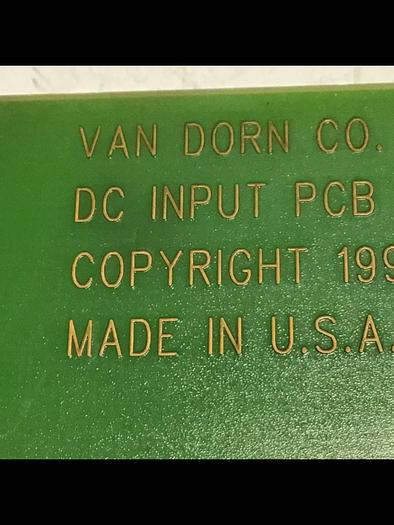 VAN DORN CO.
DC INPUT PCB
COPYRIGHT 199
MADE IN U.S.A.